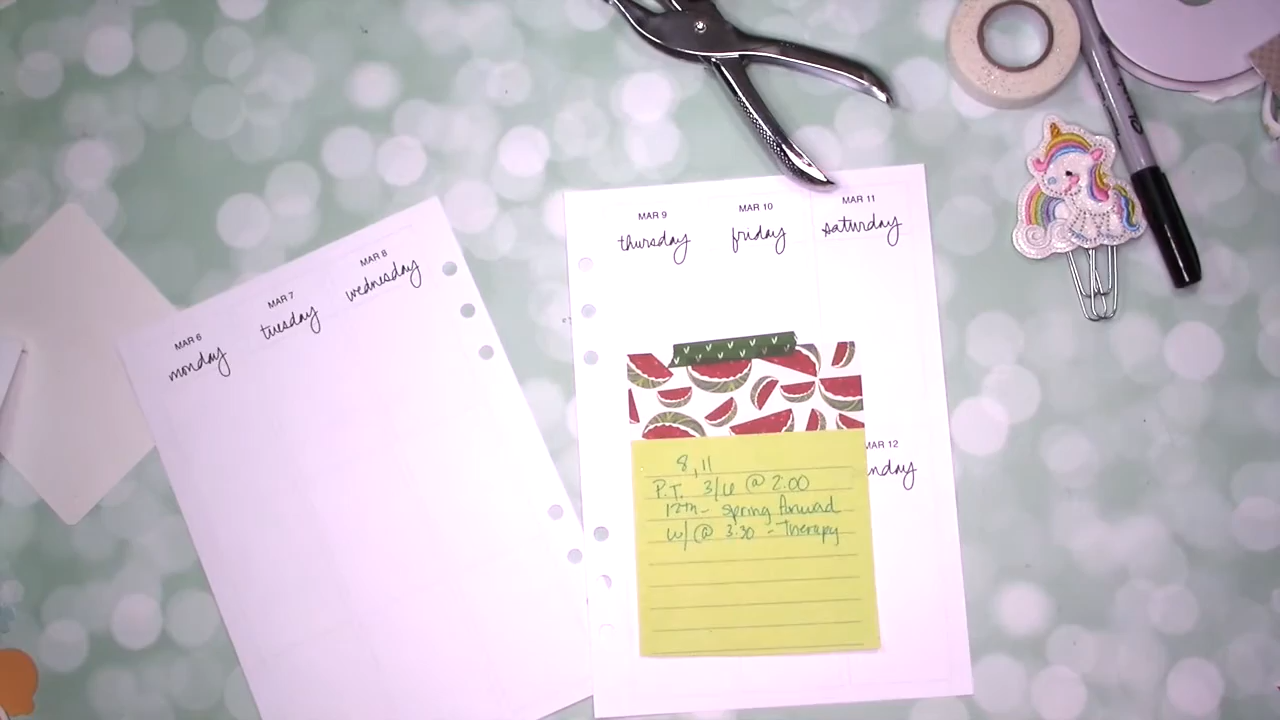 MAR 6
monday
MAR 7
tuesday
MAR 8
wednesday
MAR 9
thursday
MAR 10
friday
MAR 11
saturday
MAR 12
nday
8, 11
P.T. 3/6 @ 2:00
12th - spring forward
w/ @ 3:30 - Therapy